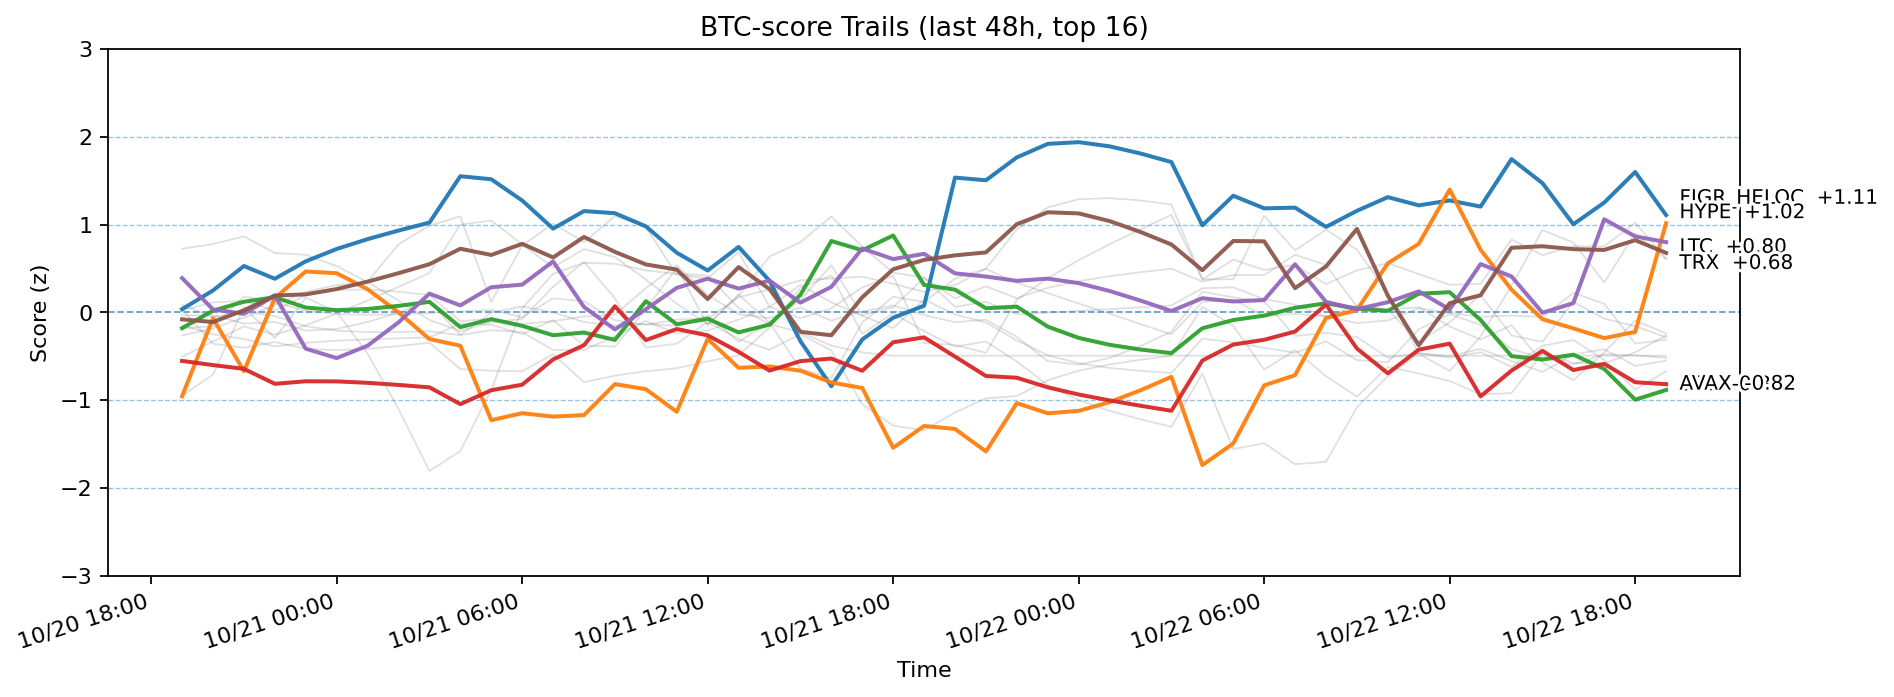 BTC-score Trails (last 48h, top 16)
3
2
1
0
−1
−2
−3
Score (z)
FIGR_HELOC +1.11
HYPE +1.02
LTC +0.80
TRX +0.68
AVAX -0.82
10/20 18:00
10/21 00:00
10/21 06:00
10/21 12:00
10/21 18:00
10/22 00:00
10/22 06:00
10/22 12:00
10/22 18:00
Time